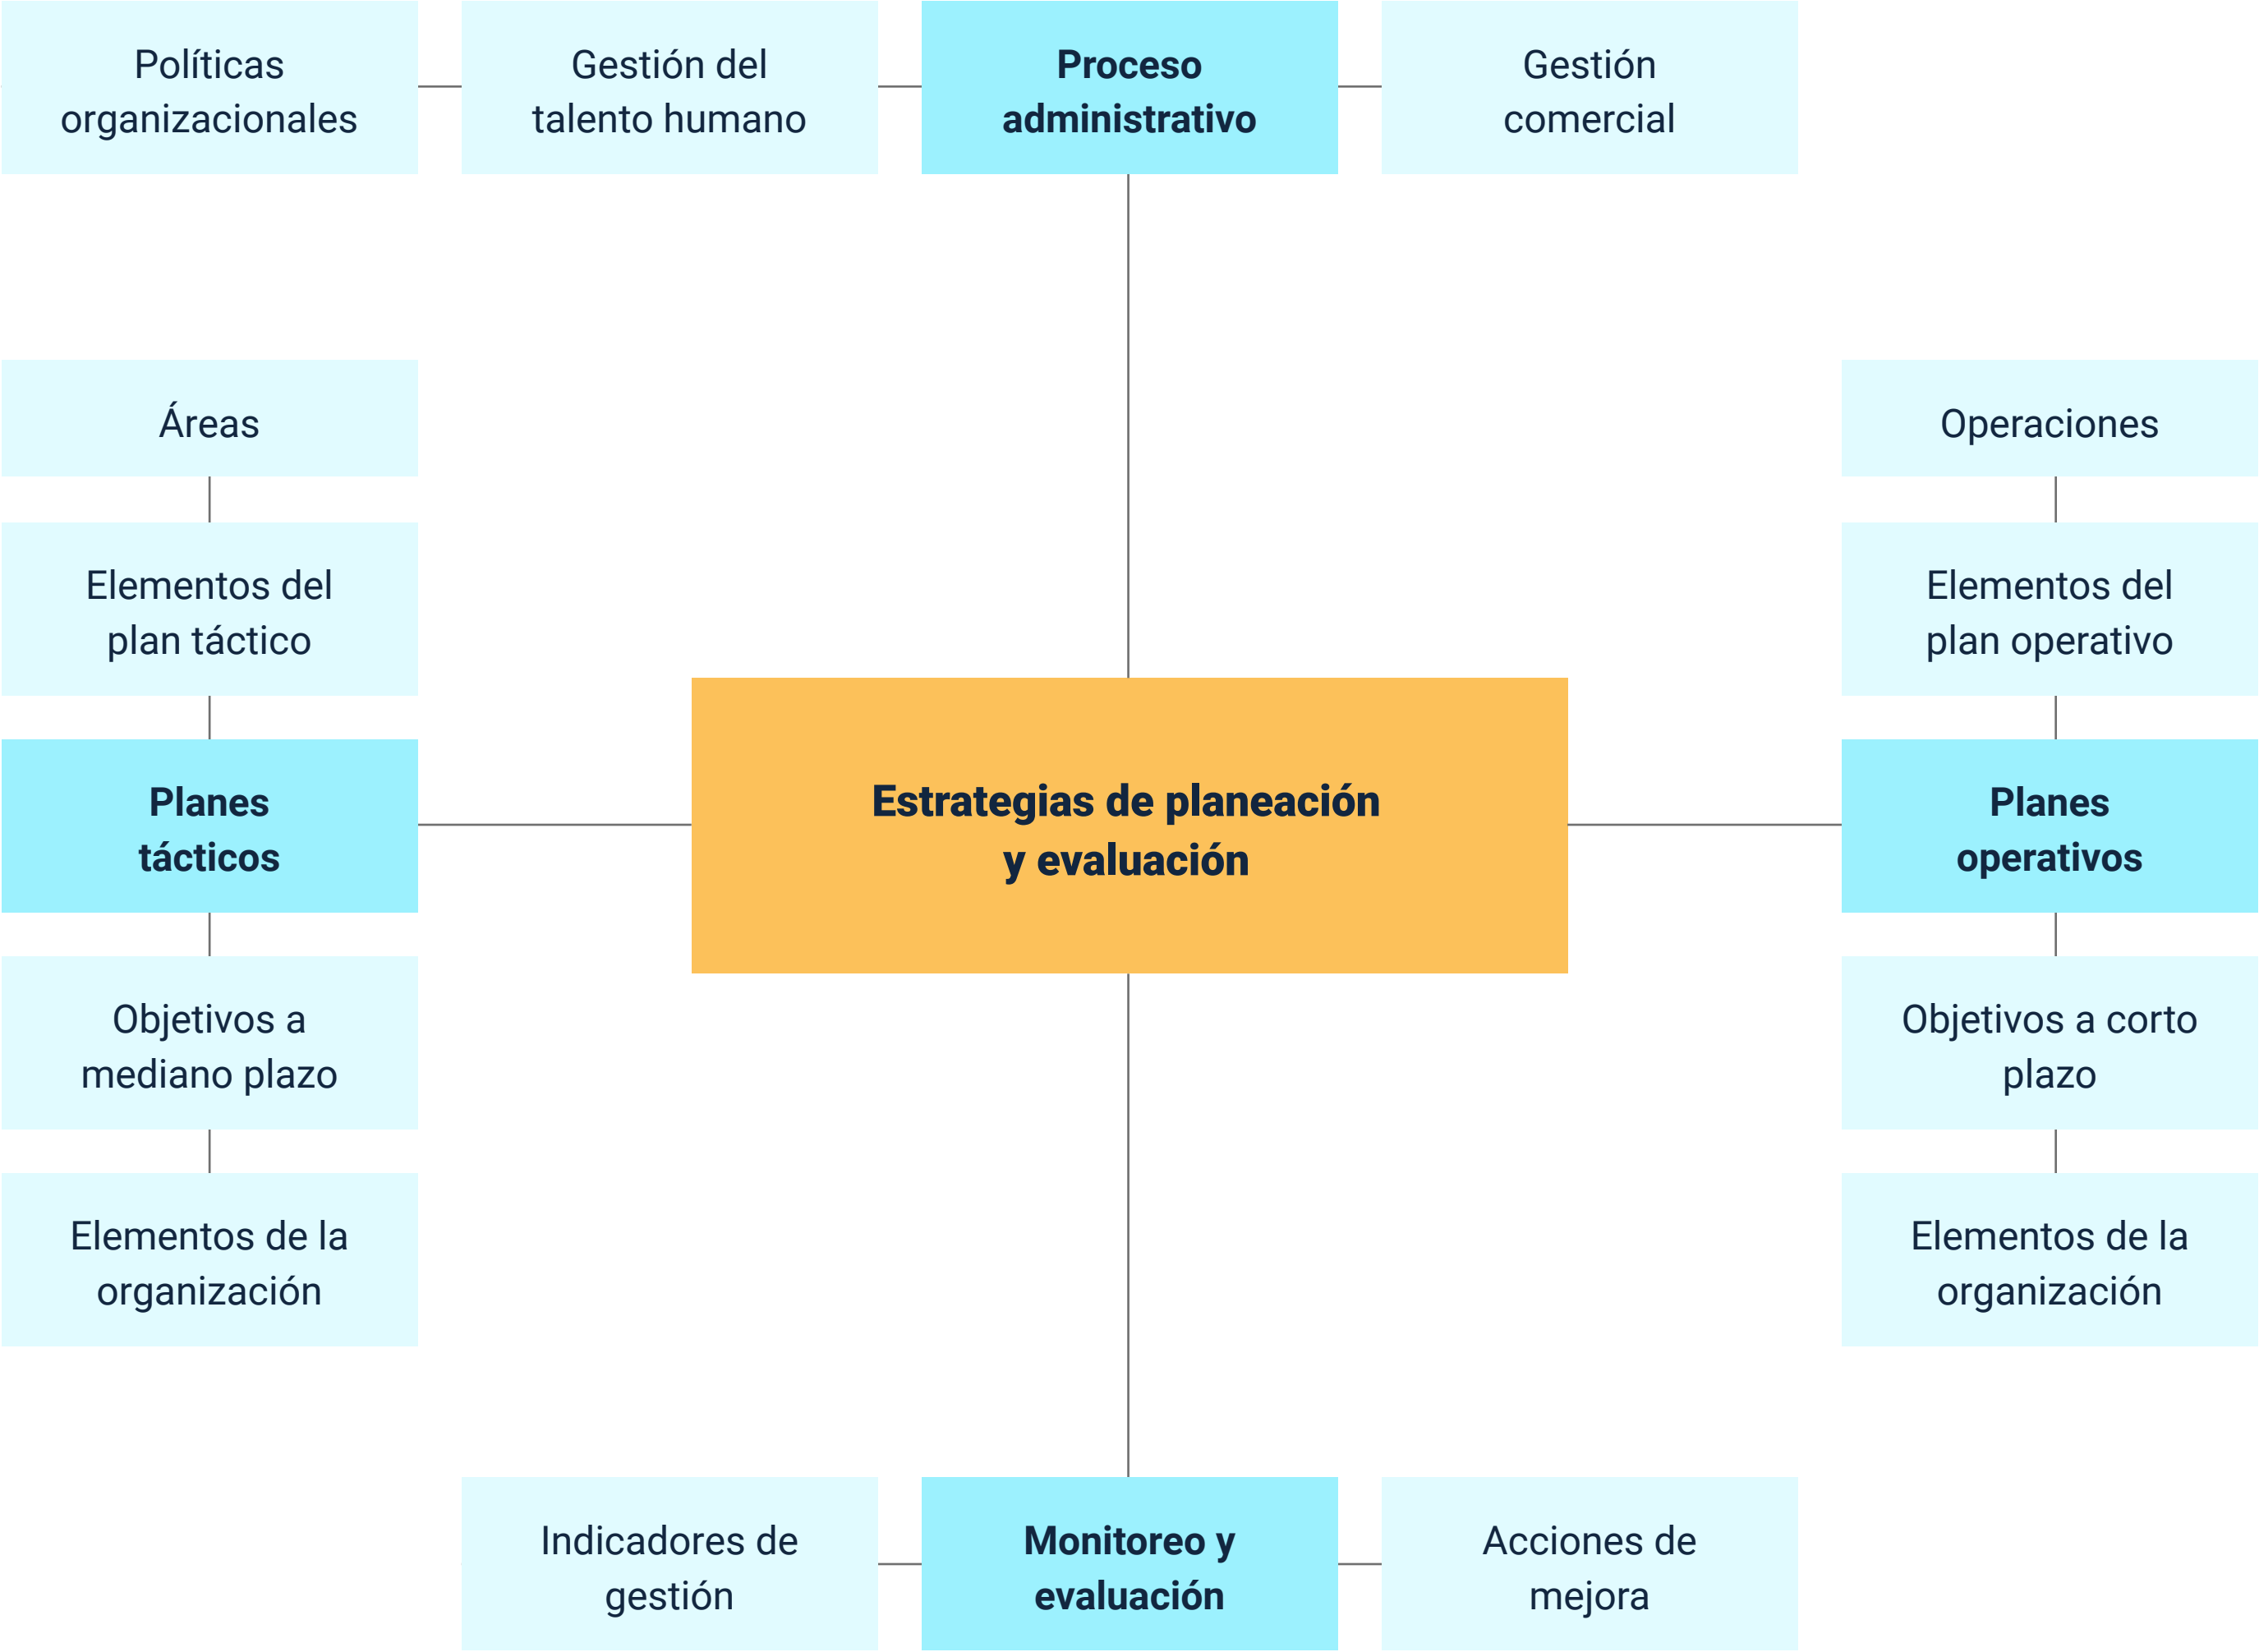 Políticas
organizacionales
Gestión del
talento humano
Proceso
administrativo
Gestión
comercial
Áreas
Elementos del
plan táctico
Planes
tácticos
Objetivos a
mediano plazo
Elementos de la
organización
Estrategias de planeación
y evaluación
Operaciones
Elementos del
plan operativo
Planes
operativos
Objetivos a corto
plazo
Elementos de la
organización
Indicadores de
gestión
Monitoreo y
evaluación
Acciones de
mejora